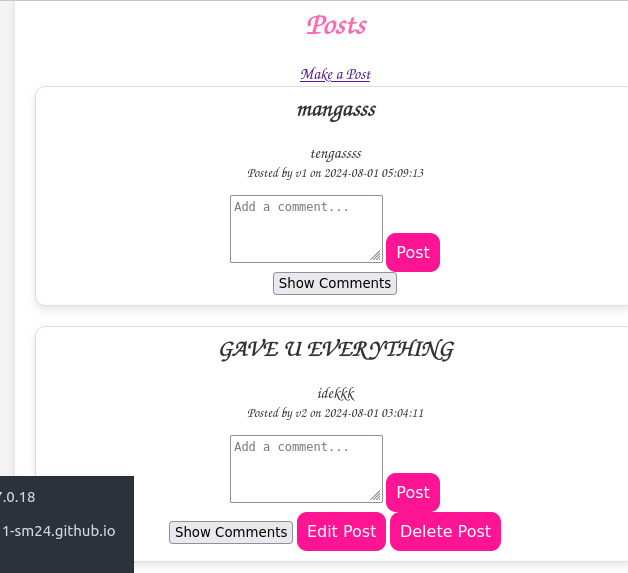 Posts
Make a Post
mangasss
tengassss
Posted by v1 on 2024-08-01 05:09:13
Add a comment...
Post
Show Comments
GAVE U EVERYTHING
idekkk
Posted by v2 on 2024-08-01 03:04:11
Add a comment...
Post
.0.18
1-sm24.github.io
Show Comments Edit Post Delete Post